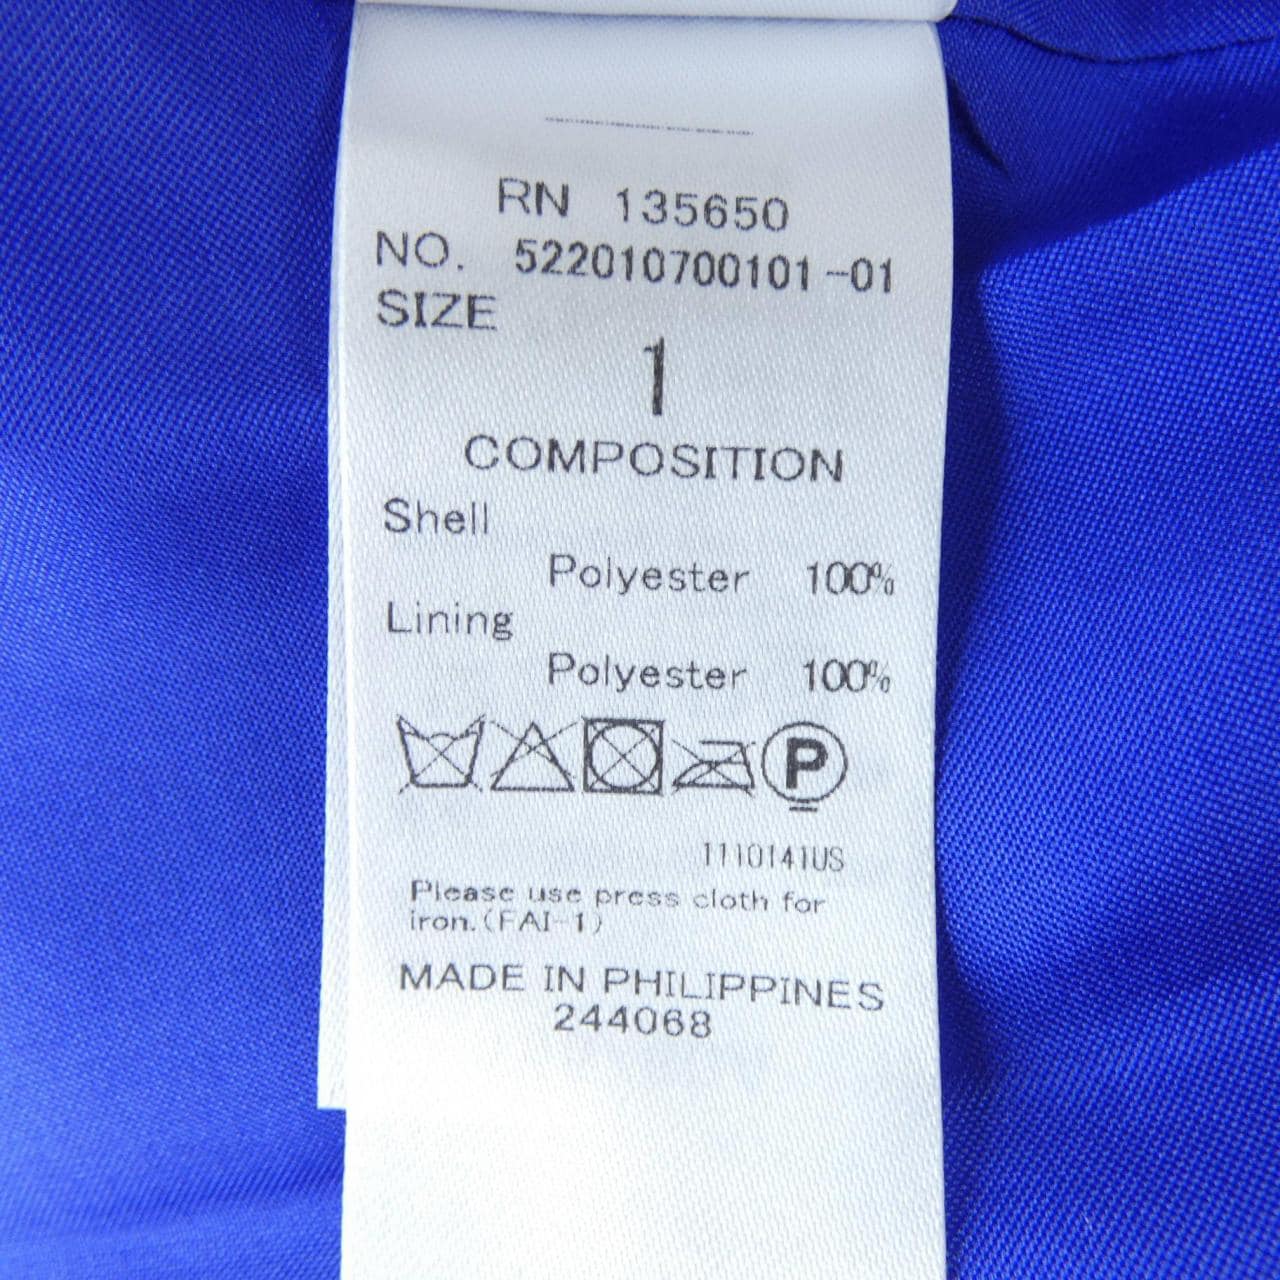 RN 135650
NO. 522010700101-01
SIZE
1
COMPOSITION
Shell
Polyester 100%
Lining
Polyester 100%
P
1110141US
Please use press cloth for
iron.(FAI-1)
MADE IN PHILIPPINES
244068